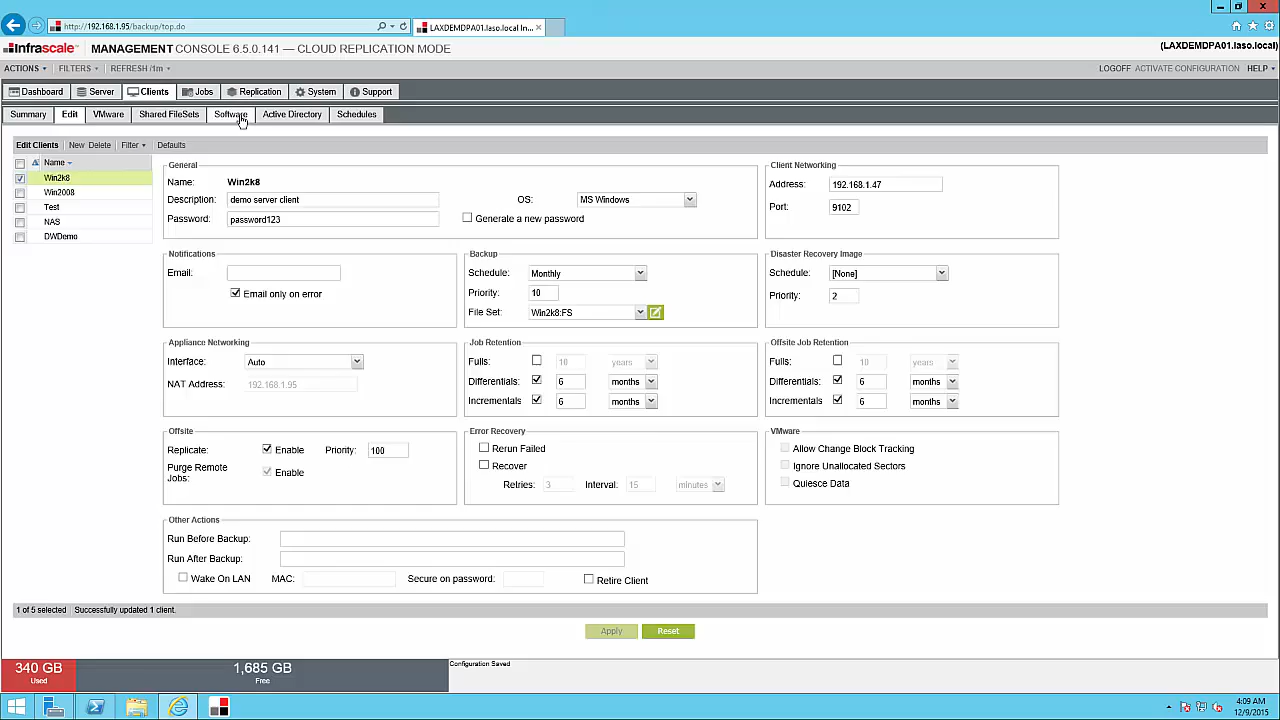 http://192.168.1.95/backup/top.do
LAXDEMDPA01.laso.local In...
infrascale MANAGEMENT CONSOLE 6.5.0.141 — CLOUD REPLICATION MODE
(LAXDEMDPA01.laso.local)
ACTIONS FILTERS REFRESH /1m LOGOFF ACTIVATE CONFIGURATION HELP
Dashboard Server Clients Jobs Replication System Support
Summary Edit VMware Shared FileSets Software Active Directory Schedules
Edit Clients New Delete Filter Defaults
Name
Win2k8
Win2008
Test
NAS
DWDemo
General
Name: Win2k8
Description: demo server client OS: MS Windows
Password: password123 Generate a new password
Client Networking
Address: 192.168.1.47
Port: 9102
Notifications
Email:
Email only on error
Backup
Schedule: Monthly
Priority: 10
File Set: Win2k8:FS
Disaster Recovery Image
Schedule: [None]
Priority: 2
Appliance Networking
Interface: Auto
NAT Address: 192.168.1.95
Job Retention
Fulls: 10 years
Differentials: 6 months
Incrementals 6 months
Offsite Job Retention
Fulls: 10 years
Differentials: 6 months
Incrementals 6 months
Offsite
Replicate: Enable Priority: 100
Purge Remote Jobs: Enable
Error Recovery
Rerun Failed
Recover
Retries: 3 Interval: 15 minutes
VMware
Allow Change Block Tracking
Ignore Unallocated Sectors
Quiesce Data
Other Actions
Run Before Backup:
Run After Backup:
Wake On LAN MAC: Secure on password: Retire Client
1 of 5 selected Successfully updated 1 client.
Apply Reset
340 GB
Used
1,685 GB
Free
Configuration Saved
4:09 AM
12/9/2015